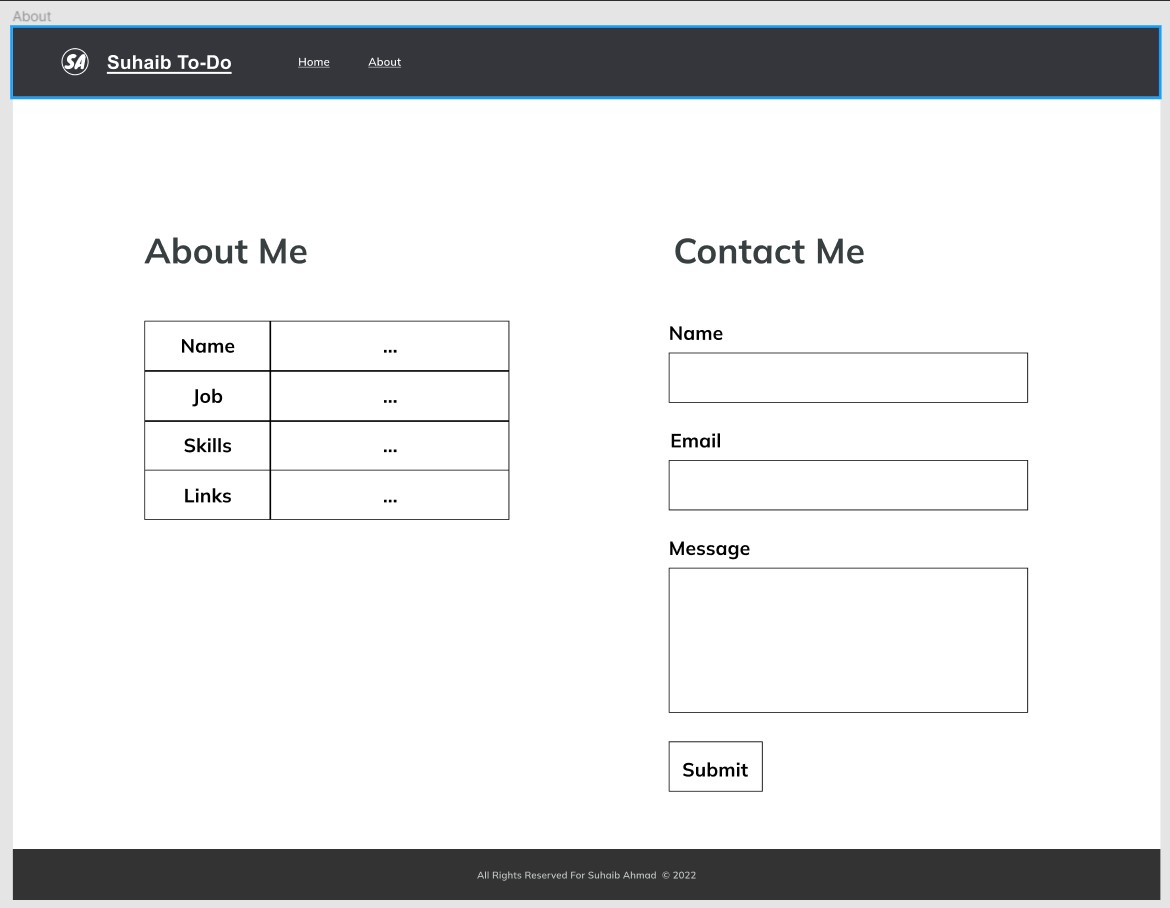 About
SA Suhaib To-Do Home About
About Me
Name ...
Job ...
Skills ...
Links ...
Contact Me
Name
Email
Message
Submit
All Rights Reserved For Suhaib Ahmad © 2022